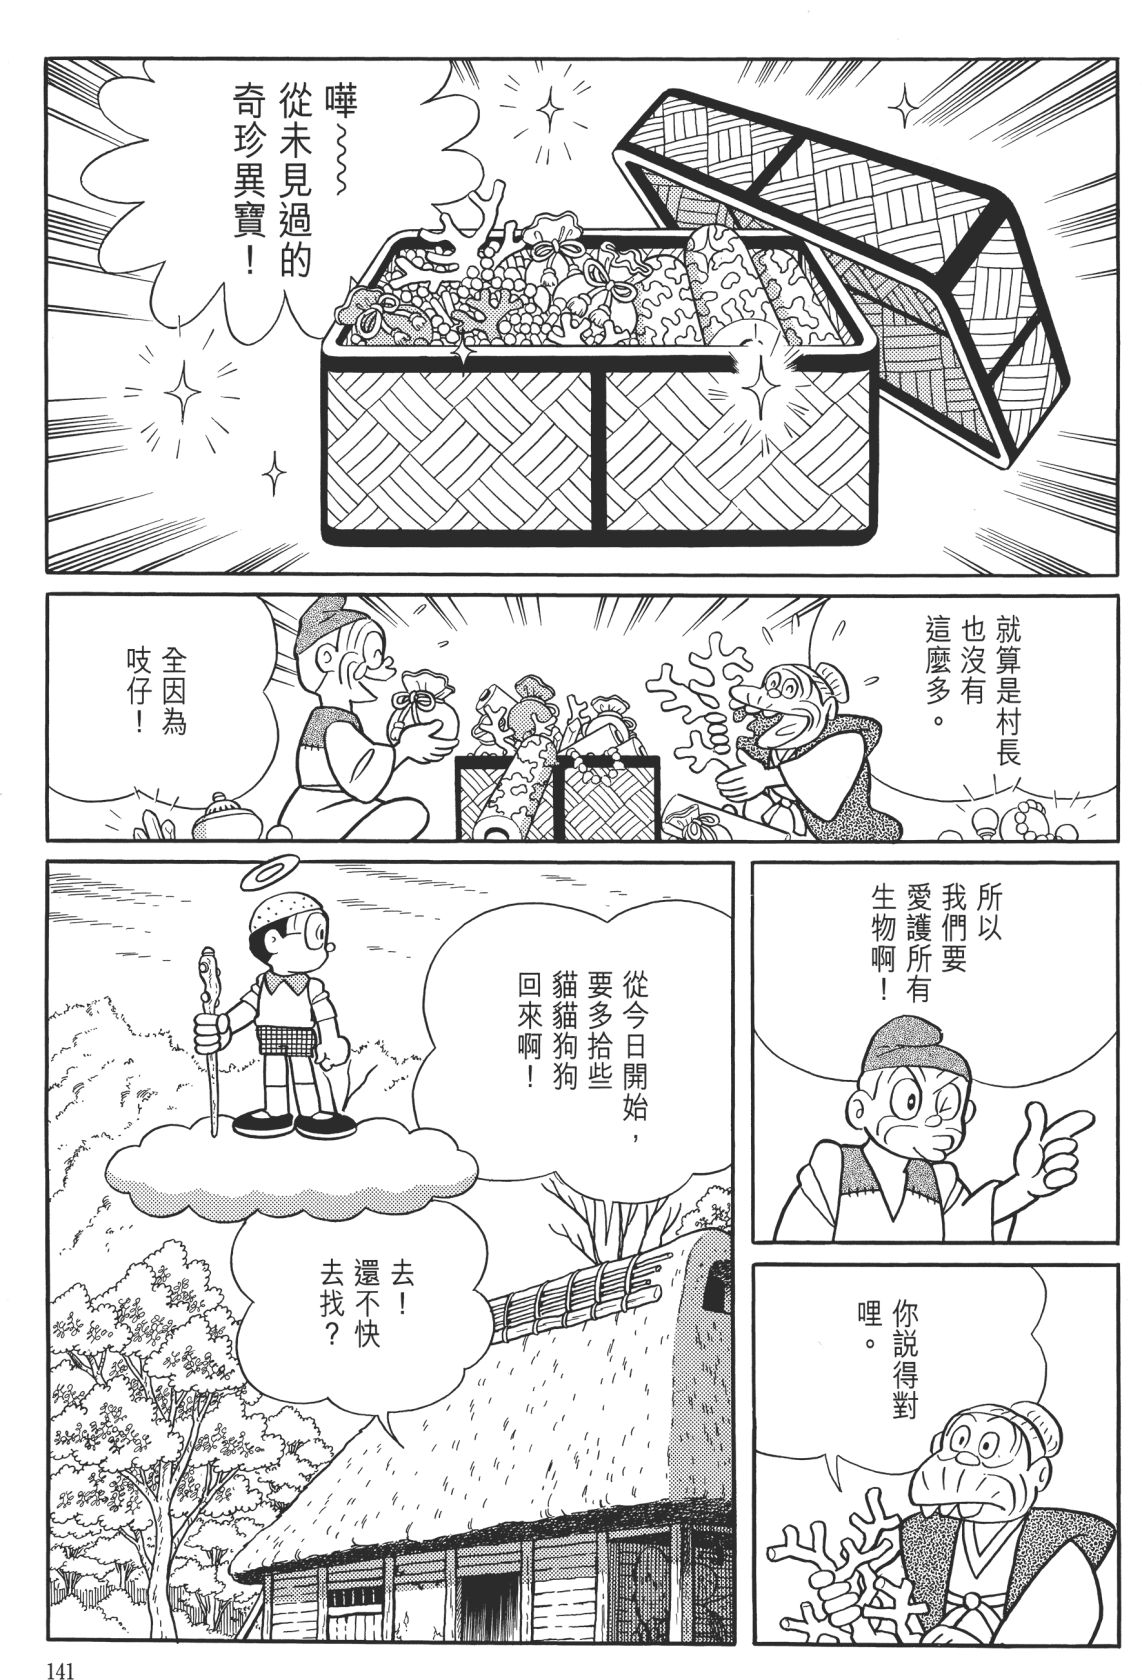 嘩~~~~
從未見過的
奇珍異寶！
就算是村長
也沒有
這麼多。
全因為
吱仔！
所以
我們要
愛護所有
生物啊！
你說得對
哩。
從今日開始，
要多拾些
貓貓狗狗
回來啊！
去！
還不快
去找？
141